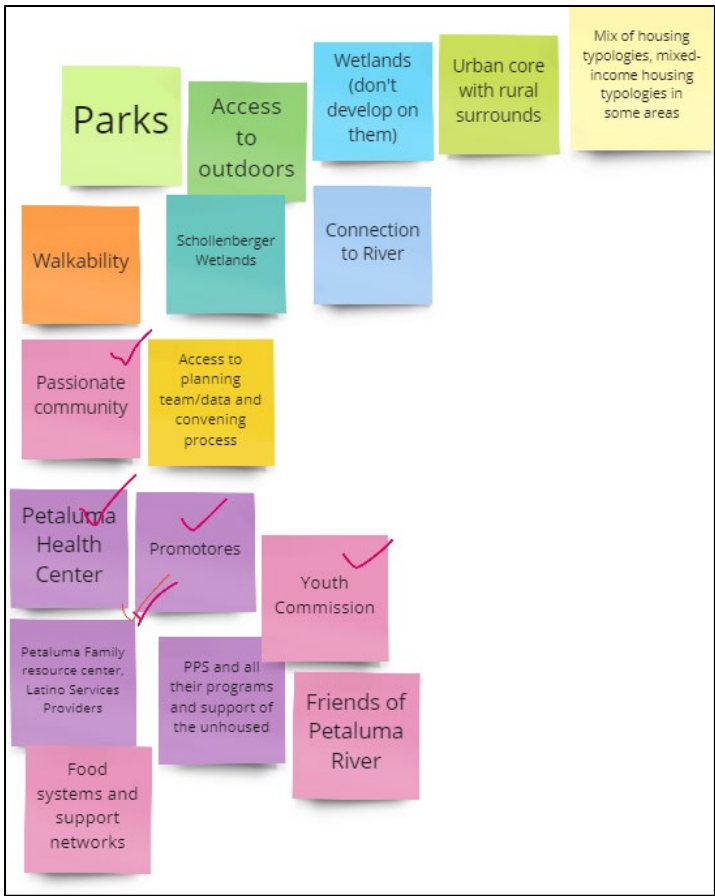 Parks
Access
to
outdoors
Wetlands
(don't
develop on
them)
Urban core
with rural
surrounds
Mix of housing
typologies, mixed-
income housing
typologies in
some areas
Walkability
Schollenberger
Wetlands
Connection
to River
Passionate
community
Access to
planning
team/data and
convening
process
Petaluma
Health
Center
Promotores
Youth
Commission
Petaluma Family
resource center,
Latino Services
Providers
PPS and all
their programs
and support of
the unhoused
Friends of
Petaluma
River
Food
systems and
support
networks